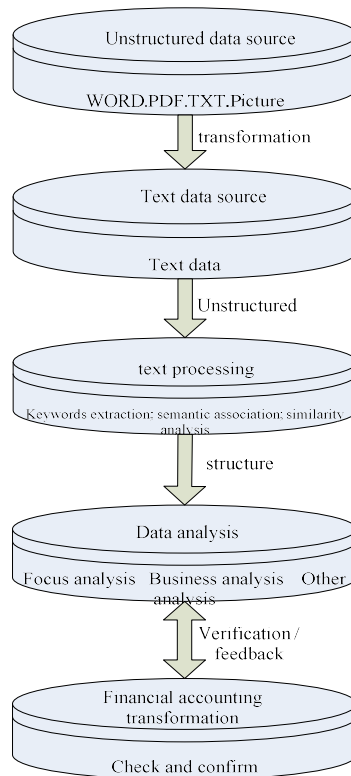 Unstructured data source
WORD.PDF.TXT.Picture
transformation
Text data source
Text data
Unstructured
text processing
Keywords extraction; semantic association; similarity
analysis
structure
Data analysis
Focus analysis Business analysis Other
analysis
Verification /
feedback
Financial accounting
transformation
Check and confirm